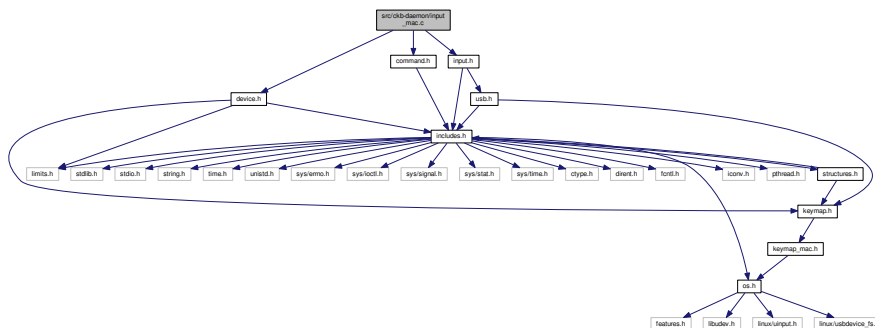 src/ckb-daemon/input
_mac.c
command.h
input.h
device.h
usb.h
includes.h
limits.h
stdlib.h
stdio.h
string.h
time.h
unistd.h
sys/errno.h
sys/ioctl.h
sys/signal.h
sys/stat.h
sys/time.h
ctype.h
dirent.h
fcntl.h
iconv.h
pthread.h
structures.h
keymap.h
keymap_mac.h
os.h
features.h
libudev.h
linux/uinput.h
linux/usbdevice_fs.h